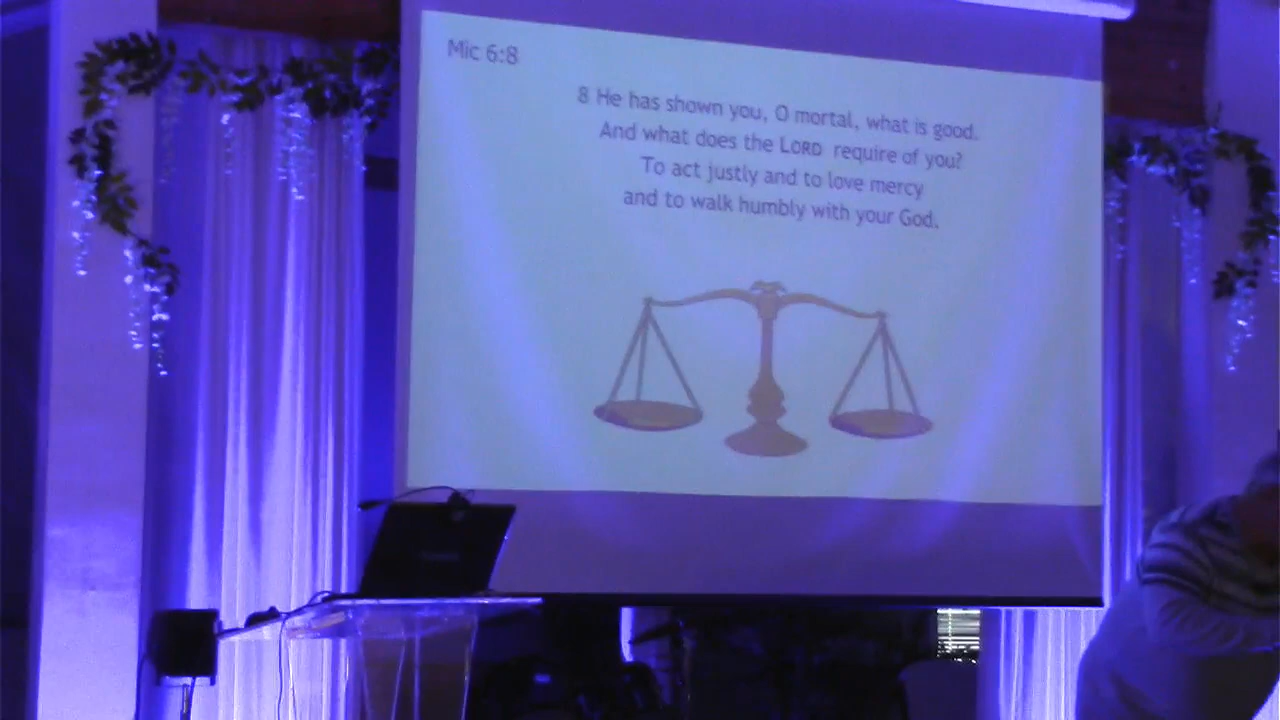 Mic 6:8
8 He has shown you, O mortal, what is good.
And what does the LORD require of you?
To act justly and to love mercy
and to walk humbly with your God.